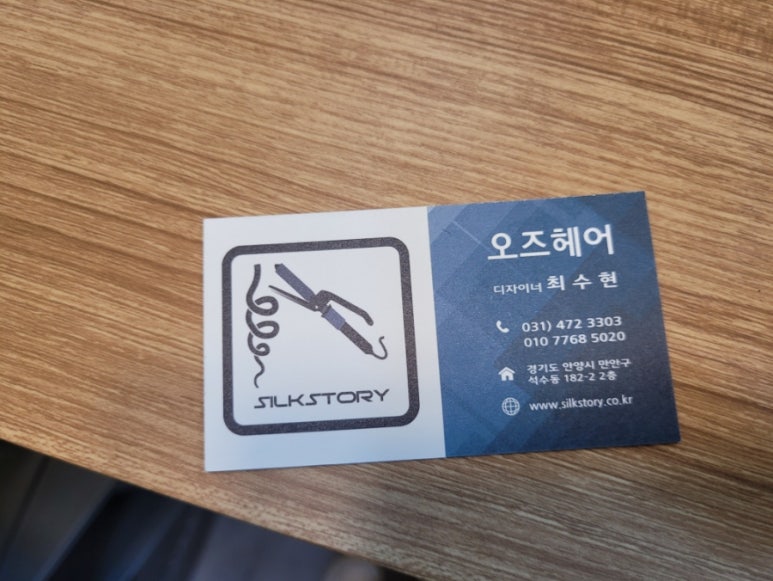 SILKSTORY
오즈헤어
디자이너 최 수 현
031) 472 3303
010 7768 5020
경기도 안양시 만안구
석수동 182-2 2층
www.silkstory.co.kr